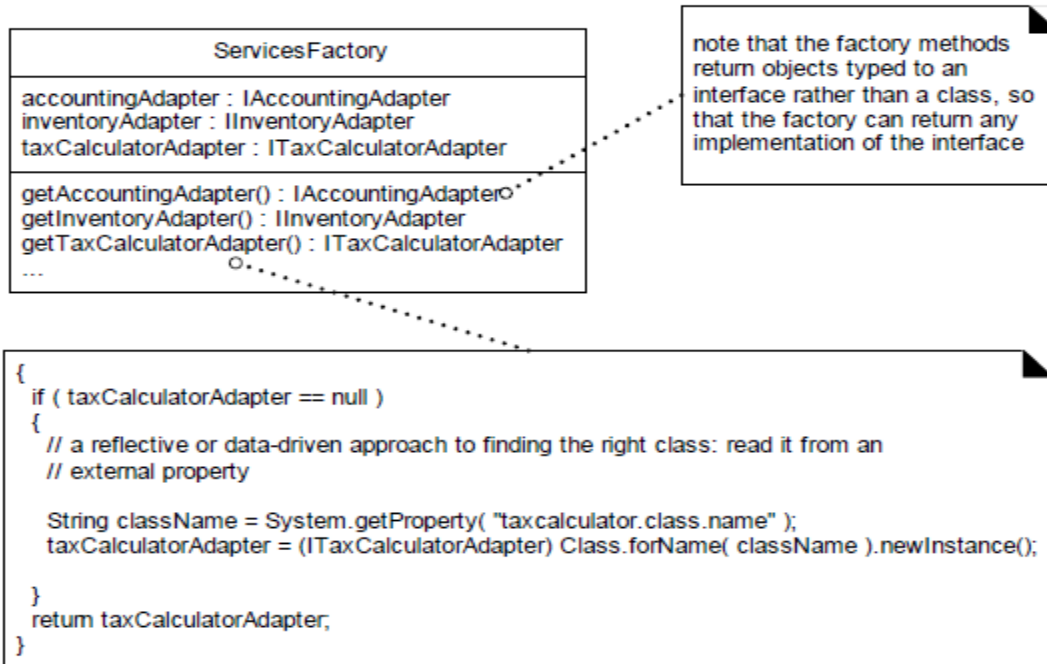 ServicesFactory
accountingAdapter : IAccountingAdapter
inventoryAdapter : IInventoryAdapter
taxCalculatorAdapter : ITaxCalculatorAdapter
getAccountingAdapter() : IAccountingAdapter
getInventoryAdapter() : IInventoryAdapter
getTaxCalculatorAdapter() : ITaxCalculatorAdapter
...
note that the factory methods
return objects typed to an
interface rather than a class, so
that the factory can return any
implementation of the interface
{
if ( taxCalculatorAdapter == null )
{
// a reflective or data-driven approach to finding the right class: read it from an
// external property
String className = System.getProperty( "taxcalculator.class.name" );
taxCalculatorAdapter = (ITaxCalculatorAdapter) Class.forName( className ).newInstance();
}
return taxCalculatorAdapter;
}